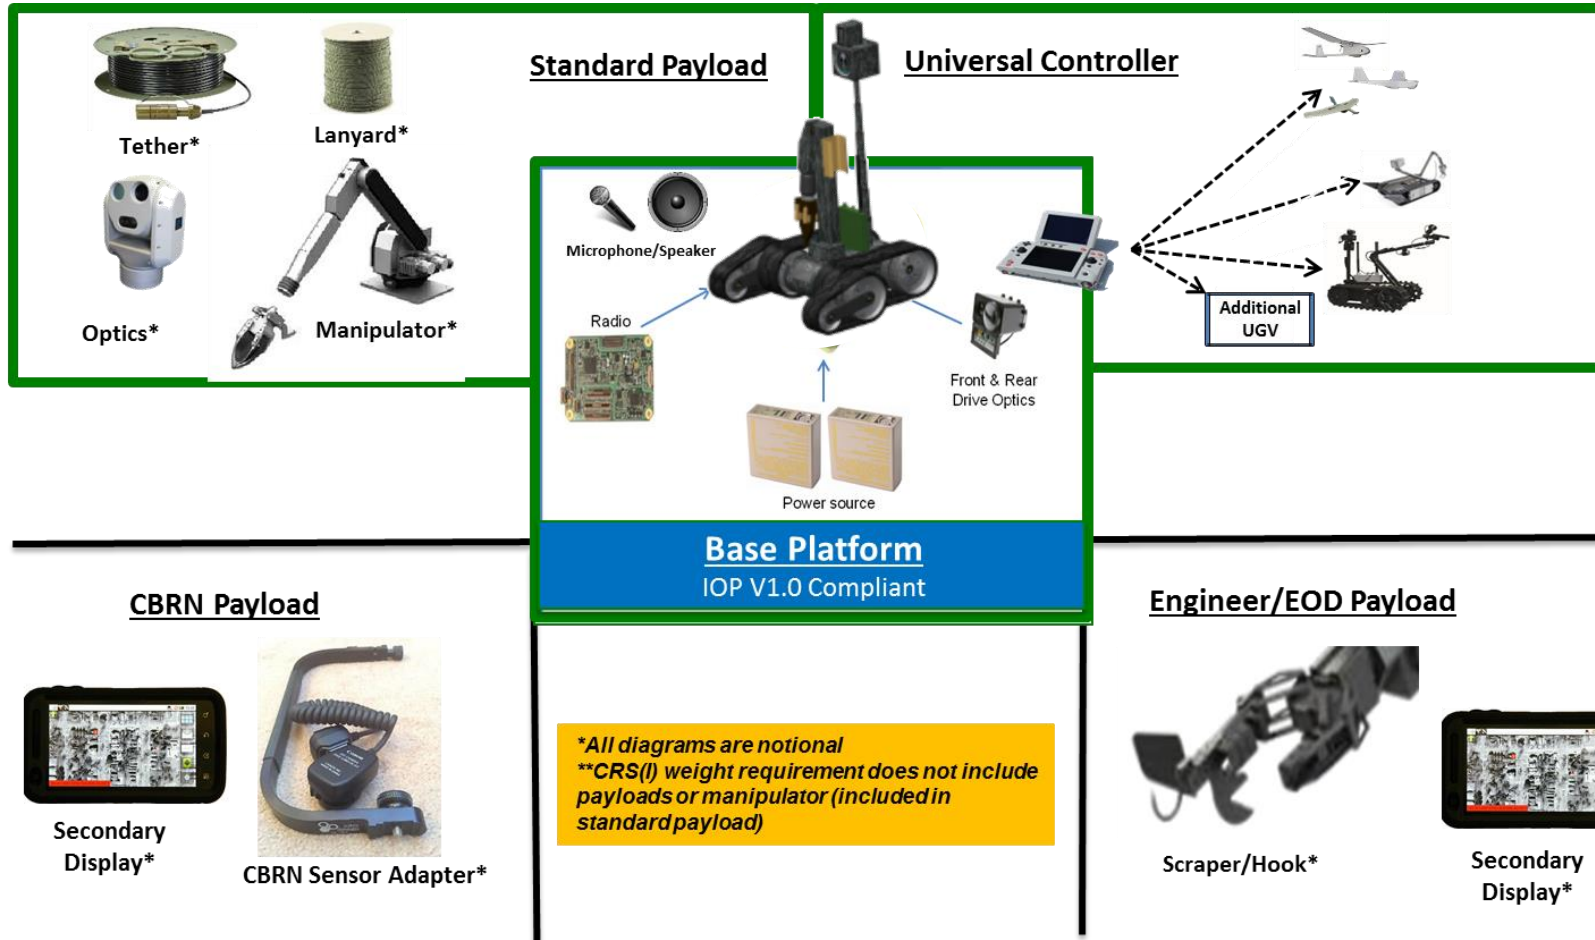 Standard Payload
Universal Controller
Tether*
Lanyard*
Optics*
Manipulator*
Microphone/Speaker
Radio
Front & Rear
Drive Optics
Power source
Additional
UGV
Base Platform
IOP V1.0 Compliant
CBRN Payload
Secondary
Display*
CBRN Sensor Adapter*
*All diagrams are notional
**CRS(I) weight requirement does not include
payloads or manipulator (included in
standard payload)
Engineer/EOD Payload
Scraper/Hook*
Secondary
Display*